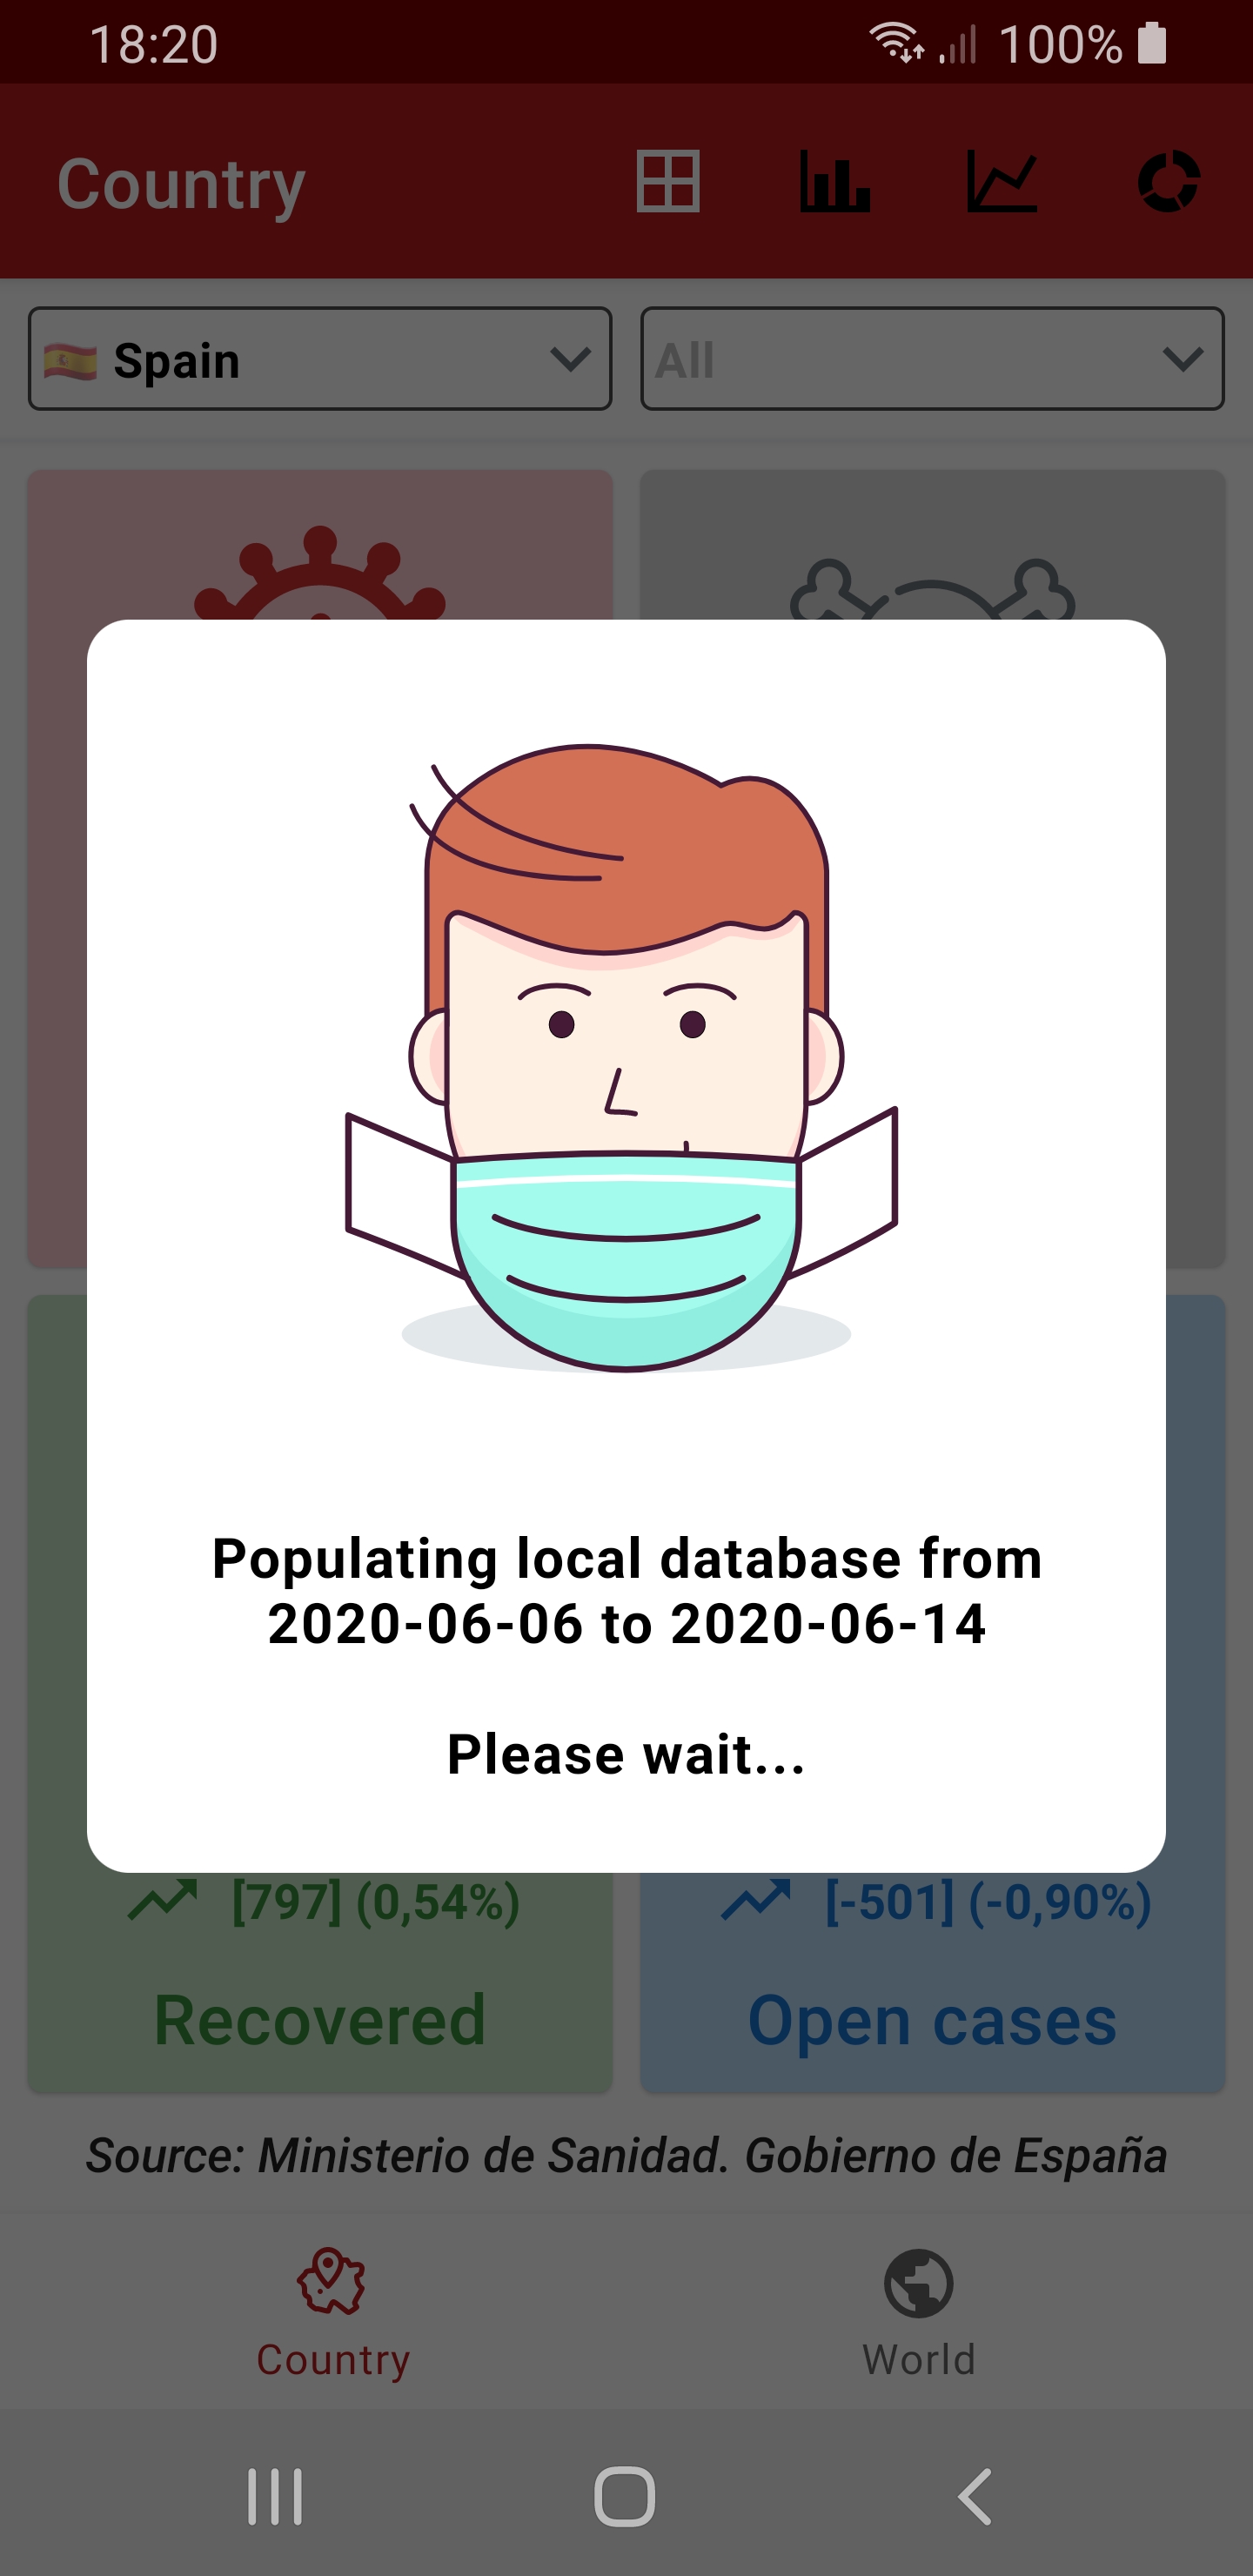 18:20 100%
Country
🇪🇸 Spain All
Populating local database from
2020-06-06 to 2020-06-14
Please wait...
[797] (0,54%) [-501] (-0,90%)
Recovered Open cases
Source: Ministerio de Sanidad. Gobierno de España
Country World